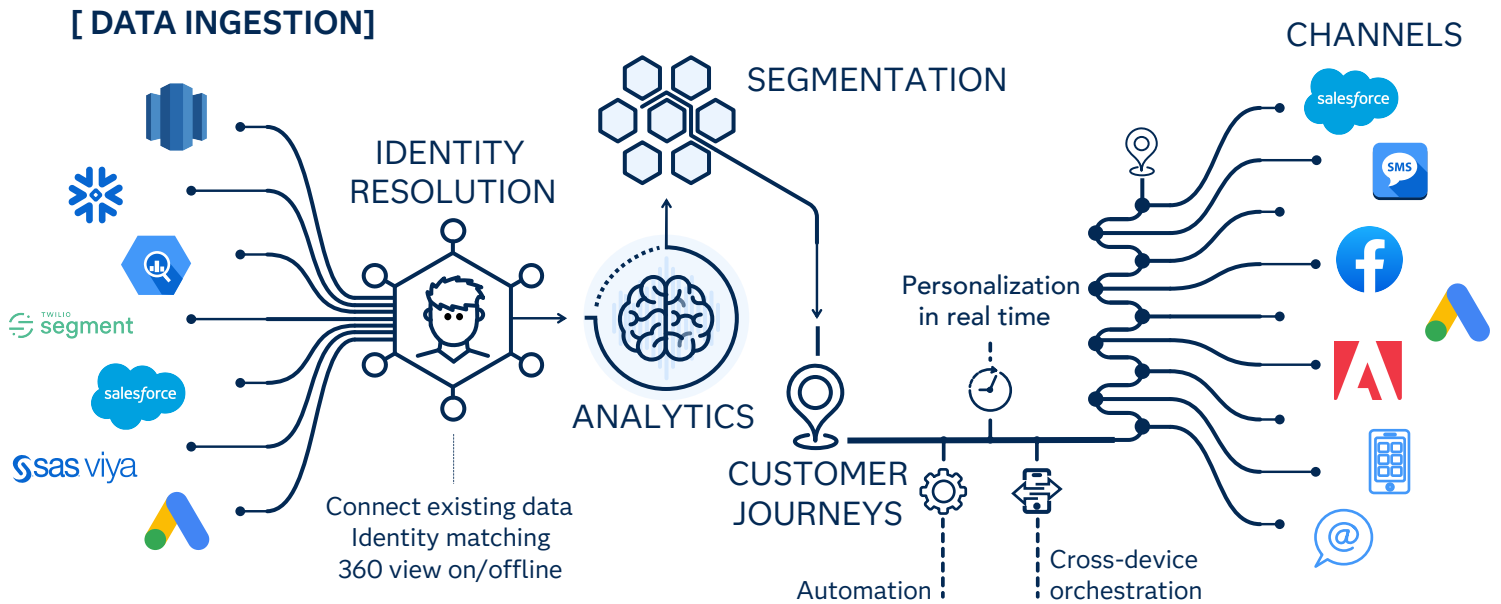 [ DATA INGESTION]
CHANNELS
SEGMENTATION
salesforce
IDENTITY
RESOLUTION
SMS
Personalization
in real time
TWILIO
segment
salesforce
ANALYTICS
sas viya
CUSTOMER
JOURNEYS
Connect existing data
Identity matching
360 view on/offline
@
Automation
Cross-device
orchestration